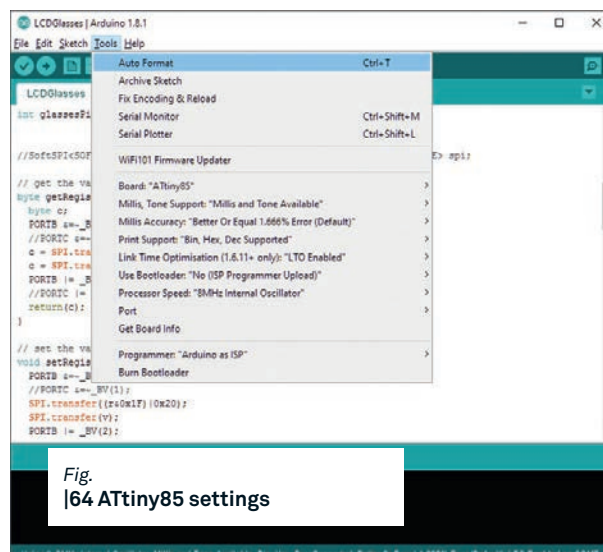 LCDGlasses | Arduino 1.8.1
File Edit Sketch Tools Help
LCDGlasses
Auto Format Ctrl+T
Archive Sketch
Fix Encoding & Reload
Serial Monitor Ctrl+Shift+M
Serial Plotter Ctrl+Shift+L
WiFi101 Firmware Updater
Board: "ATtiny85"
Millis, Tone Support: "Millis and Tone Available"
Millis Accuracy: "Better Or Equal 1.666% Error (Default)"
Print Support: "Bin, Hex, Dec Supported"
Link Time Optimisation (1.6.11+ only): "LTO Enabled"
Use Bootloader: "No (ISP Programmer Upload)"
Processor Speed: "8MHz Internal Oscillator"
Port
Get Board Info
Programmer: "Arduino as ISP"
Burn Bootloader
int glassesPi
//SoftSPI<SOF E> spi;
// get the va
byte getRegis
byte c;
PORTB &=~_B
//PORTC &=~
c = SPI.tra
c = SPI.tra
PORTB |= _B
//PORTC |=
return(c);
}
// set the va
void setRegis
PORTB &=~_B
//PORTC &=~_BV(1);
SPI.transfer((r&0x1F)|0x20);
SPI.transfer(v);
PORTB |= _BV(2);
Fig.
|64 ATtiny85 settings